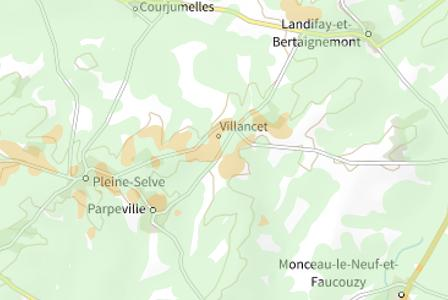 Courjumelles
Landifay-et-
Bertaignemont
Villancet
Pleine-Selve
Parpeville
Monceau-le-Neuf-et-
Faucouzy